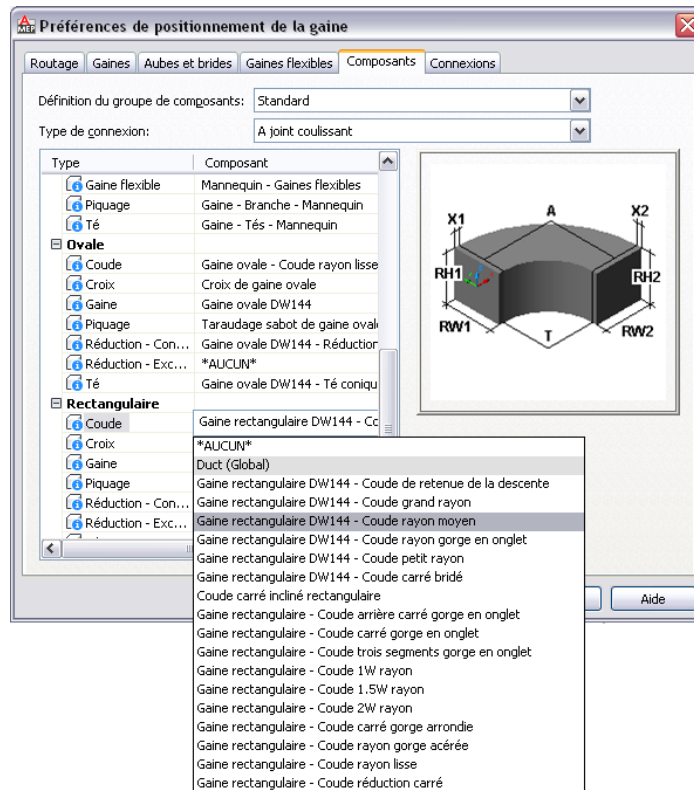 Préférences de positionnement de la gaine
Routage Gaines Aubes et brides Gaines flexibles Composants Connexions
Définition du groupe de composants: Standard
Type de connexion: A joint coulissant
Type Composant
Gaine flexible Mannequin - Gaines flexibles
Piquage Gaine - Branche - Mannequin
Té Gaine - Tés - Mannequin
Ovale
Coude Gaine ovale - Coude rayon lisse
Croix Croix de gaine ovale
Gaine Gaine ovale DW144
Piquage Taraudage sabot de gaine ovale
Réduction - Con... Gaine ovale DW144 - Réduction
Réduction - Exc... *AUCUN*
Té Gaine ovale DW144 - Té coniqu
Rectangulaire
Coude Gaine rectangulaire DW144 - Co
Croix
Gaine
Piquage
Réduction - Con...
Réduction - Exc...
X1 A X2
RH1 RH2
RW1 T RW2
*AUCUN*
Duct (Global)
Gaine rectangulaire DW144 - Coude de retenue de la descente
Gaine rectangulaire DW144 - Coude grand rayon
Gaine rectangulaire DW144 - Coude rayon moyen
Gaine rectangulaire DW144 - Coude rayon gorge en onglet
Gaine rectangulaire DW144 - Coude petit rayon
Gaine rectangulaire DW144 - Coude carré bridé
Coude carré incliné rectangulaire
Gaine rectangulaire - Coude arrière carré gorge en onglet
Gaine rectangulaire - Coude carré gorge en onglet
Gaine rectangulaire - Coude trois segments gorge en onglet
Gaine rectangulaire - Coude 1W rayon
Gaine rectangulaire - Coude 1.5W rayon
Gaine rectangulaire - Coude 2W rayon
Gaine rectangulaire - Coude carré gorge arrondie
Gaine rectangulaire - Coude rayon gorge acérée
Gaine rectangulaire - Coude rayon lisse
Gaine rectangulaire - Coude réduction carré
Aide